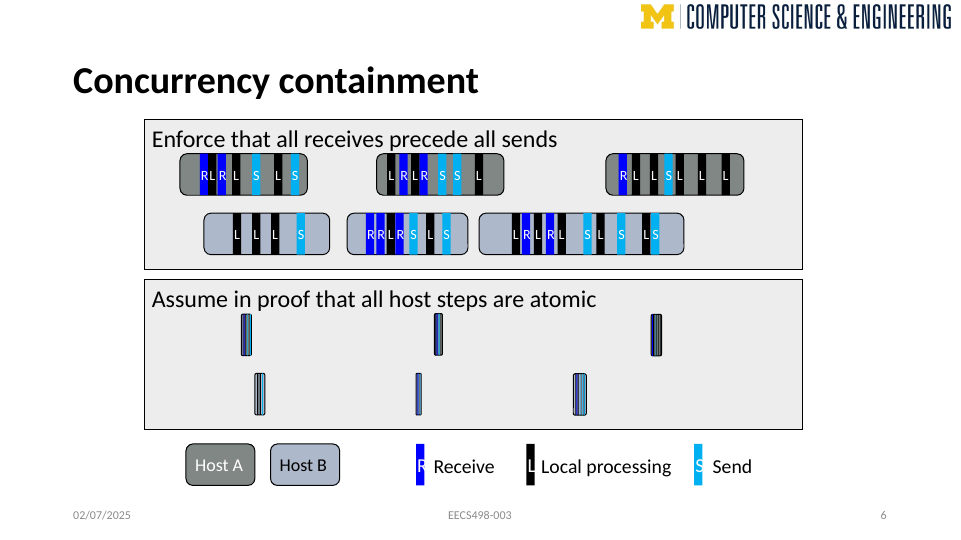 M COMPUTER SCIENCE & ENGINEERING
Concurrency containment
Enforce that all receives precede all sends
R L R L S L S
L R L R S S L
R L L S L L L
L L L S
R R L R S L S
L R L R L S L S L S
Assume in proof that all host steps are atomic
Host A
Host B
R Receive
L Local processing
S Send
02/07/2025
EECS498-003
6